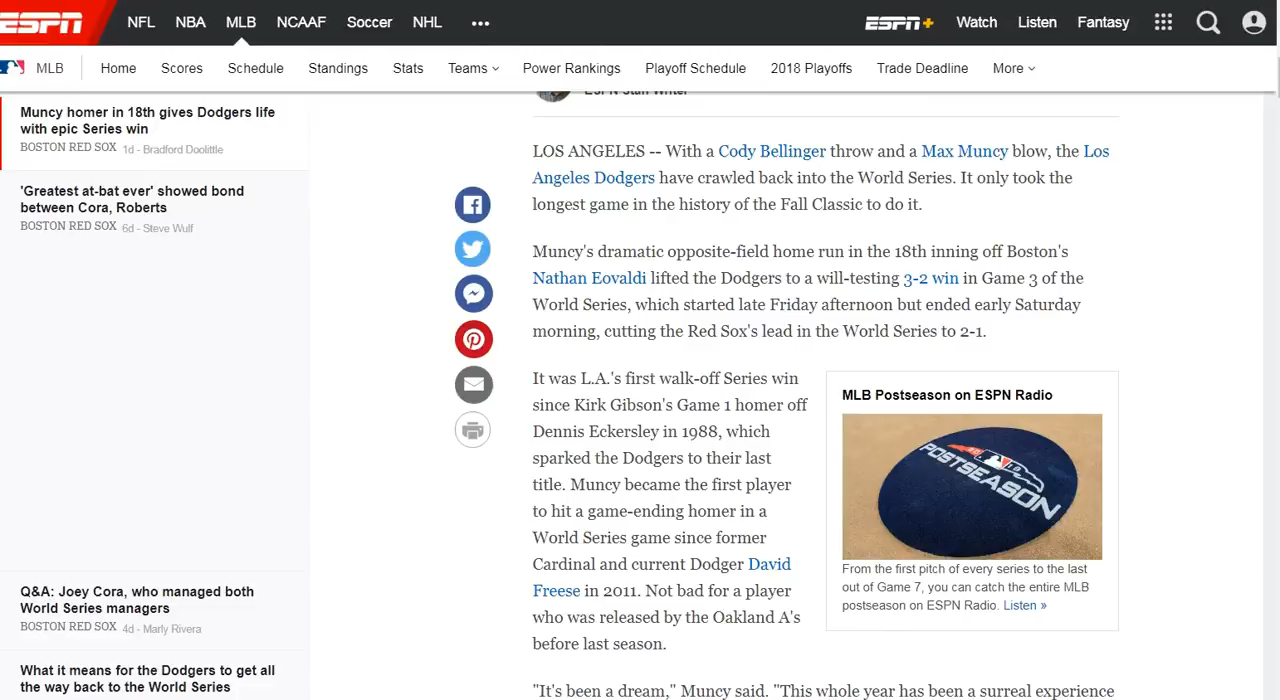 ESPN NFL NBA MLB NCAAF Soccer NHL ••• ESPN+ Watch Listen Fantasy
MLB Home Scores Schedule Standings Stats Teams Power Rankings Playoff Schedule 2018 Playoffs Trade Deadline More
Muncy homer in 18th gives Dodgers life
with epic Series win
BOSTON RED SOX 1d - Bradford Doolittle
'Greatest at-bat ever' showed bond
between Cora, Roberts
BOSTON RED SOX 6d - Steve Wulf
Q&A: Joey Cora, who managed both
World Series managers
BOSTON RED SOX 4d - Marly Rivera
What it means for the Dodgers to get all
the way back to the World Series
ESPN Staff Writer
LOS ANGELES -- With a Cody Bellinger throw and a Max Muncy blow, the Los
Angeles Dodgers have crawled back into the World Series. It only took the
longest game in the history of the Fall Classic to do it.
Muncy's dramatic opposite-field home run in the 18th inning off Boston's
Nathan Eovaldi lifted the Dodgers to a will-testing 3-2 win in Game 3 of the
World Series, which started late Friday afternoon but ended early Saturday
morning, cutting the Red Sox's lead in the World Series to 2-1.
It was L.A.'s first walk-off Series win
since Kirk Gibson's Game 1 homer off
Dennis Eckersley in 1988, which
sparked the Dodgers to their last
title. Muncy became the first player
to hit a game-ending homer in a
World Series game since former
Cardinal and current Dodger David
Freese in 2011. Not bad for a player
who was released by the Oakland A's
before last season.
MLB Postseason on ESPN Radio
POSTSEASON
From the first pitch of every series to the last
out of Game 7, you can catch the entire MLB
postseason on ESPN Radio. Listen »
"It's been a dream," Muncy said. "This whole year has been a surreal experience